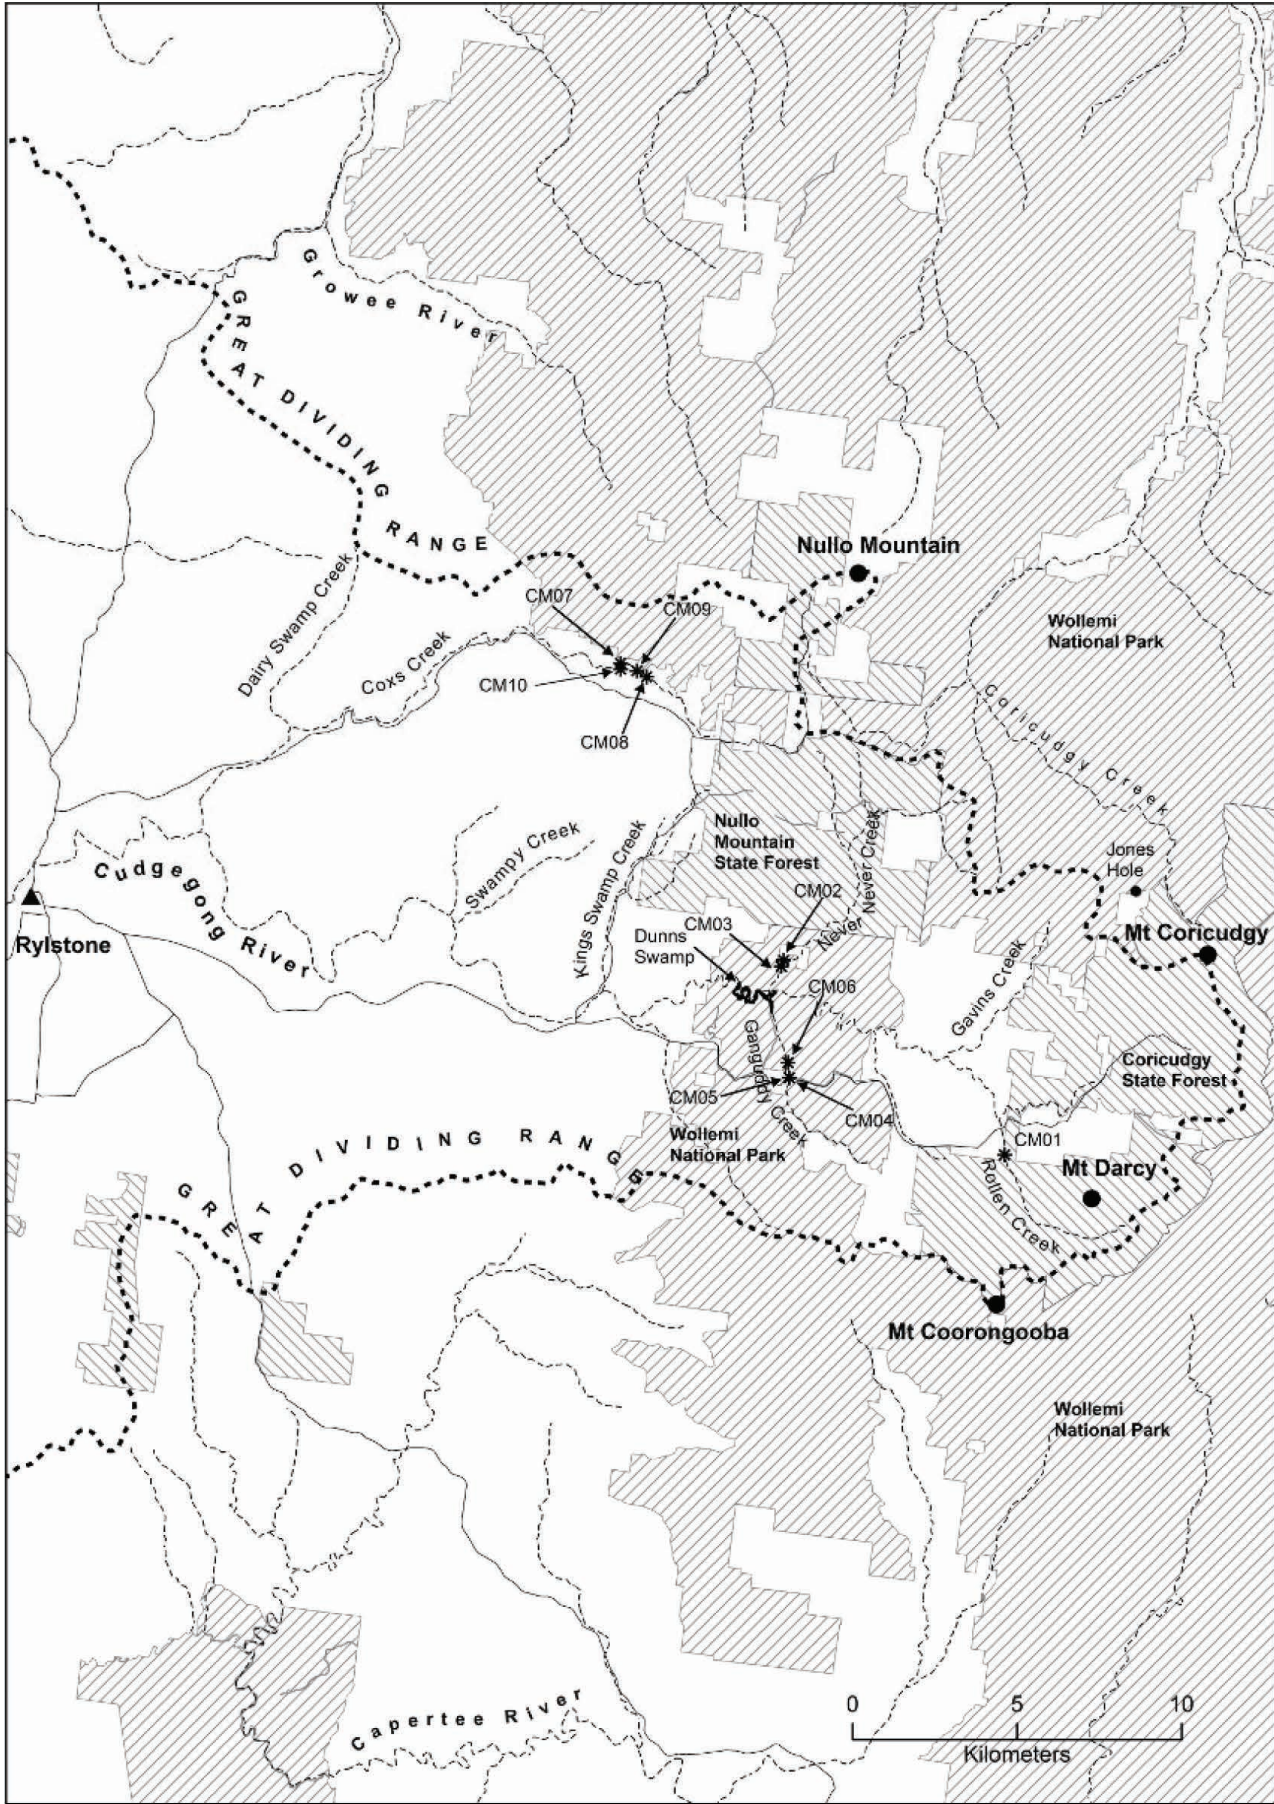 Growee River
GREAT DIVIDING RANGE
Nullo Mountain
CM07
CM09
Dairy Swamp Creek
Coxs Creek
CM10
CM08
Wollemi
National Park
Coricudgy Creek
Nullo
Mountain
State Forest
Never Never Creek
Jones
Hole
Cudgegong River
Swampy Creek
Kings Swamp Creek
CM02
CM03
Dunns
Swamp
Mt Coricudgy
Rylstone
CM06
Gavins Creek
Ganguddy Creek
Coricudgy
State Forest
CM05
CM04
CM01
Wollemi
National Park
GREAT DIVIDING RANGE
Mt Darcy
Rollen Creek
Mt Coorongooba
Wollemi
National Park
Capertee River
0 5 10
Kilometers